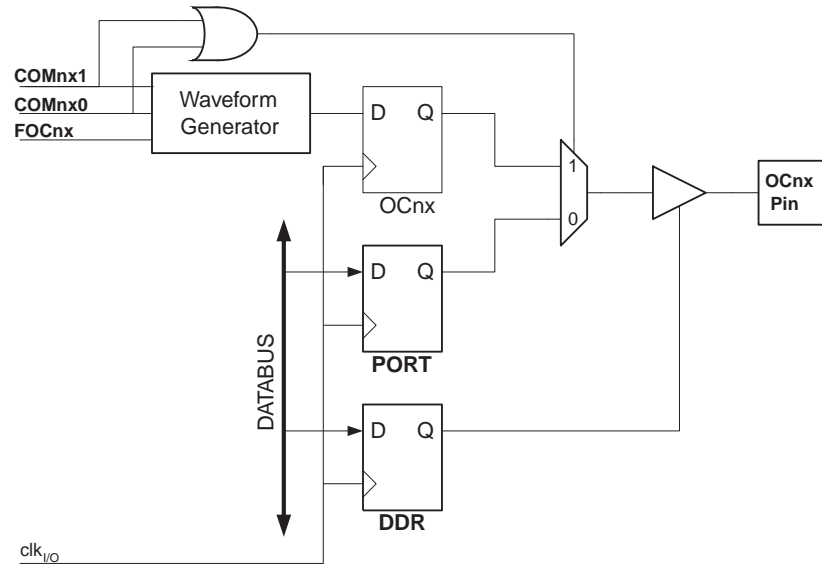 COMnx1
COMnx0
FOCnx
Waveform
Generator
D Q
OCnx
1
0
OCnx
Pin
D Q
PORT
D Q
DDR
DATABUS
clkI/O